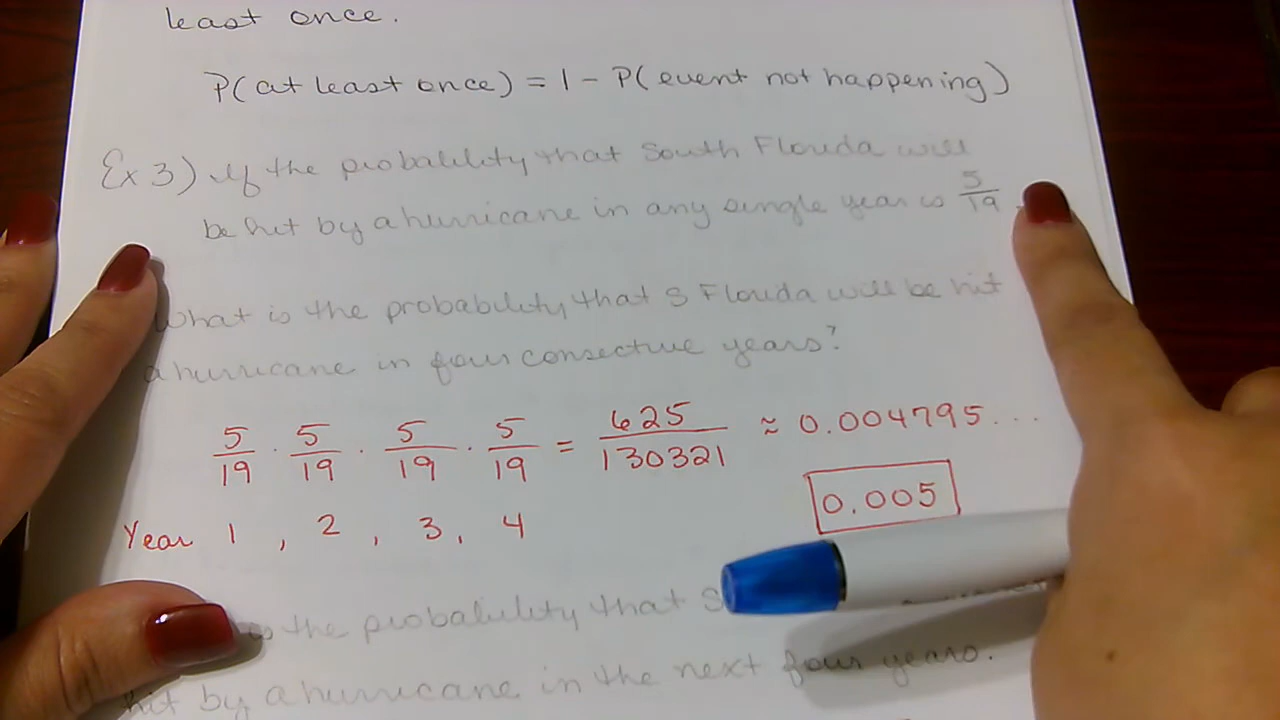 least once.
P(at least once) = 1 - P(event not happening)
Ex 3) If the probability that South Florida will
be hit by a hurricane in any single year is 5/19
What is the probability that S Florida will be hit
a hurricane in four consective years?
5/19 · 5/19 · 5/19 · 5/19 = 625/130321 ≈ 0.004795...
0.005
Year 1, 2, 3, 4
is the probability that S
hit by a hurricane in the next four years.